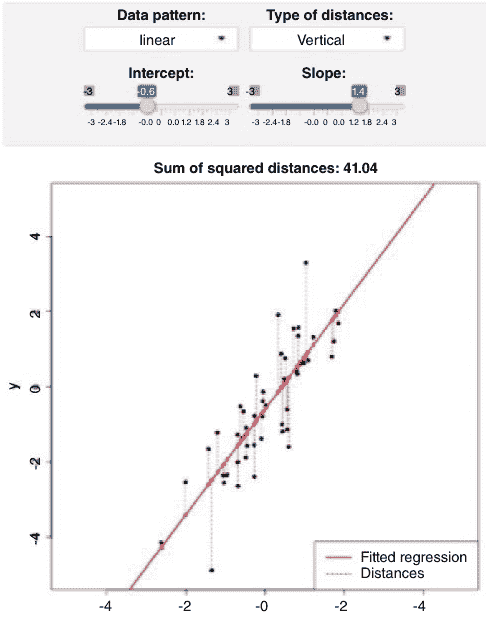 Data pattern: Type of distances:
linear Vertical
Intercept: Slope:
-3 -0.6 3 -3 1.4 3
-3 -2.4-1.8 -0.0 0 0.0 1.2 1.8 2.4 3 -3 -2.4-1.8 -0.0 0 0.0 1.2 1.8 2.4 3
Sum of squared distances: 41.04
4
2
0
-2
-4
y
Fitted regression
Distances
-4 -2 -0 -2 -4